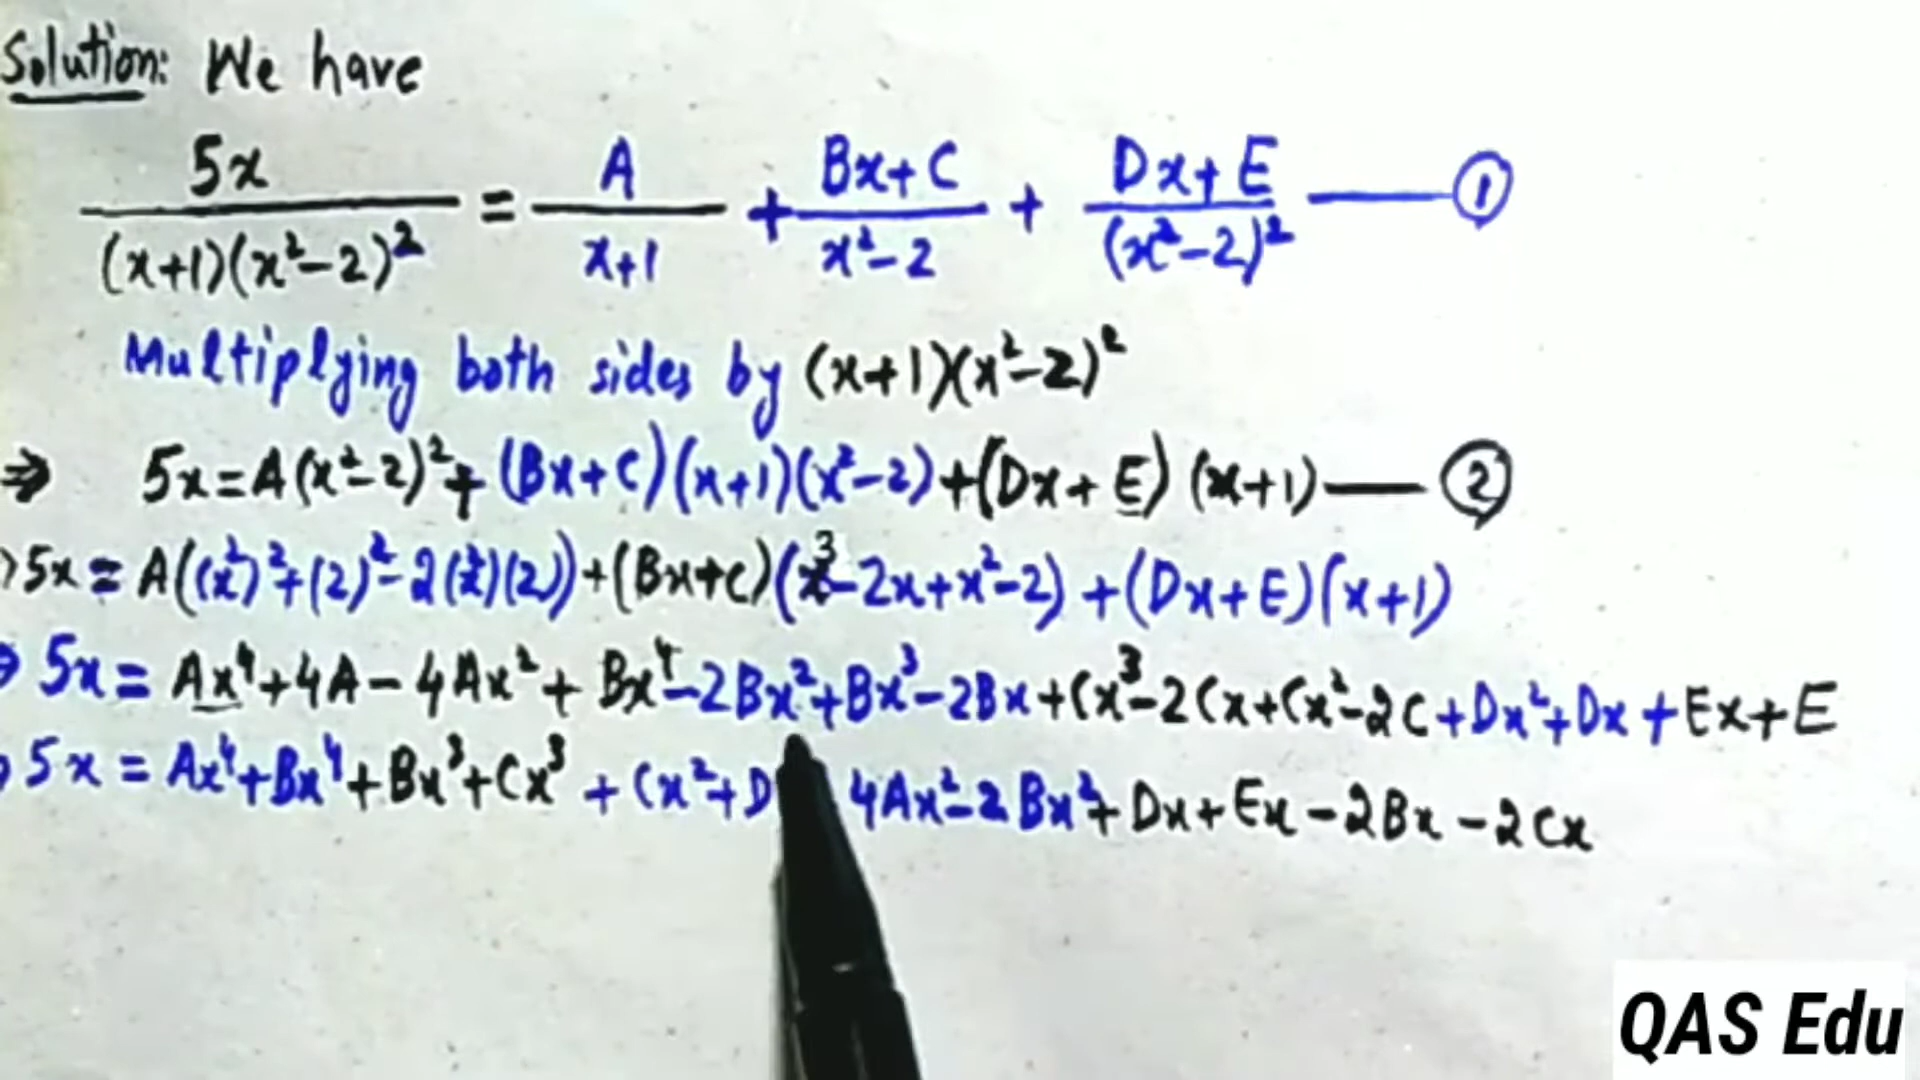 Solution: We have
5x/((x+1)(x²-2)²) = A/(x+1) + (Bx+C)/(x²-2) + (Dx+E)/(x²-2)² — ①
Multiplying both sides by (x+1)(x²-2)²
⇒ 5x = A(x²-2)² + (Bx+C)(x+1)(x²-2) + (Dx+E)(x+1) — ②
⇒ 5x = A((x²)²+(2)²-2(x²)(2)) + (Bx+C)(x³-2x+x²-2) + (Dx+E)(x+1)
⇒ 5x = Ax⁴+4A-4Ax²+Bx⁴-2Bx²+Bx³-2Bx+Cx³-2Cx+Cx²-2C+Dx²+Dx+Ex+E
⇒ 5x = Ax⁴+Bx⁴+Bx³+Cx³+Cx²+D 4Ax²-2Bx²+Dx+Ex-2Bx-2Cx
QAS Edu